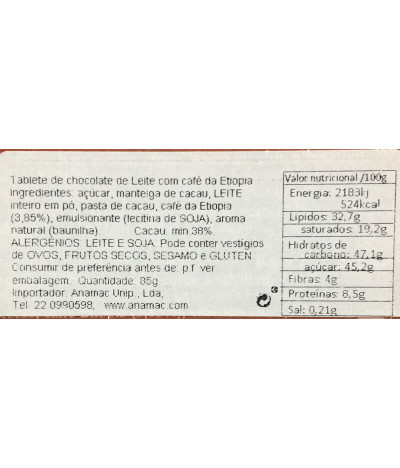 Tablete de chocolate de Leite com café da Etiopia
Ingredientes: açúcar, manteiga de cacau, LEITE
inteiro em pó, pasta de cacau, café da Etiopia
(3,85%), emulsionante (lecitina de SOJA), aroma
natural (baunilha). Cacau. min.38%.
ALERGÉNIOS: LEITE E SOJA. Pode conter vestigios
de OVOS, FRUTOS SECOS, SESAMO e GLUTEN.
Consumir de preferência antes de: p.f. ver
embalagem. Quantidade: 85g
Importador: Anamac Unip., Lda,
Tel: 22 0990598, www.anamac.com
Valor nutricional /100g
Energia: 2183kj
524kcal
Lipidos: 32,7g
saturados: 19,2g
Hidratos de
carbono: 47,1g
açúcar: 45,2g
Fibras: 4g
Proteinas: 8,5g
Sal: 0,21g